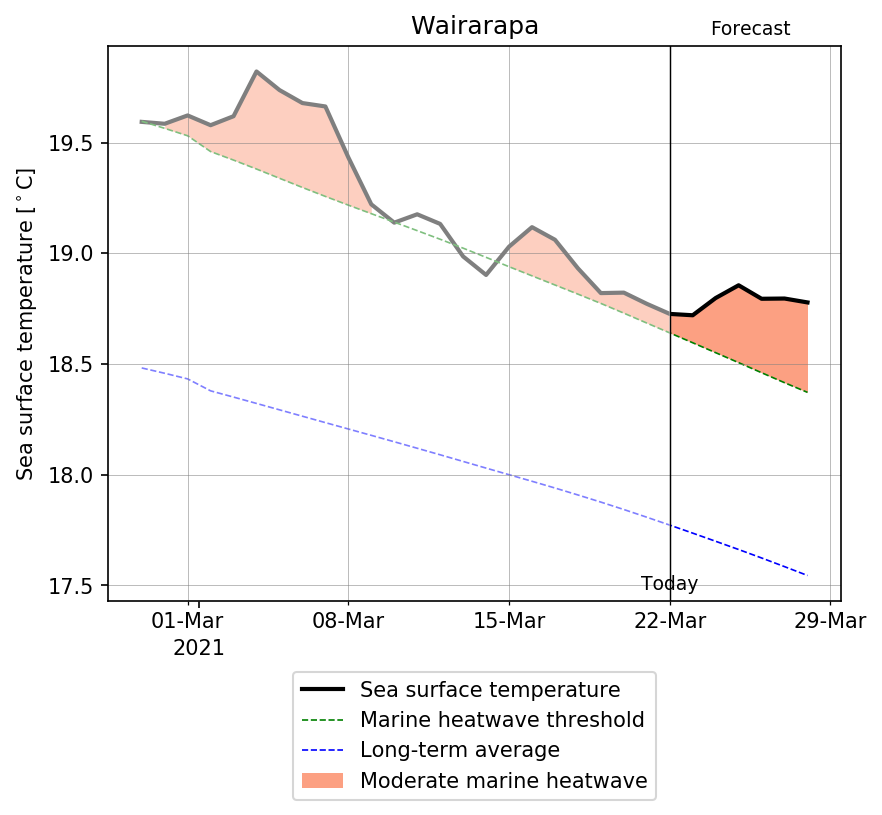 Wairarapa
Forecast
Sea surface temperature [°C]
19.5
19.0
18.5
18.0
17.5
Today
01-Mar
08-Mar
15-Mar
22-Mar
29-Mar
2021
Sea surface temperature
Marine heatwave threshold
Long-term average
Moderate marine heatwave